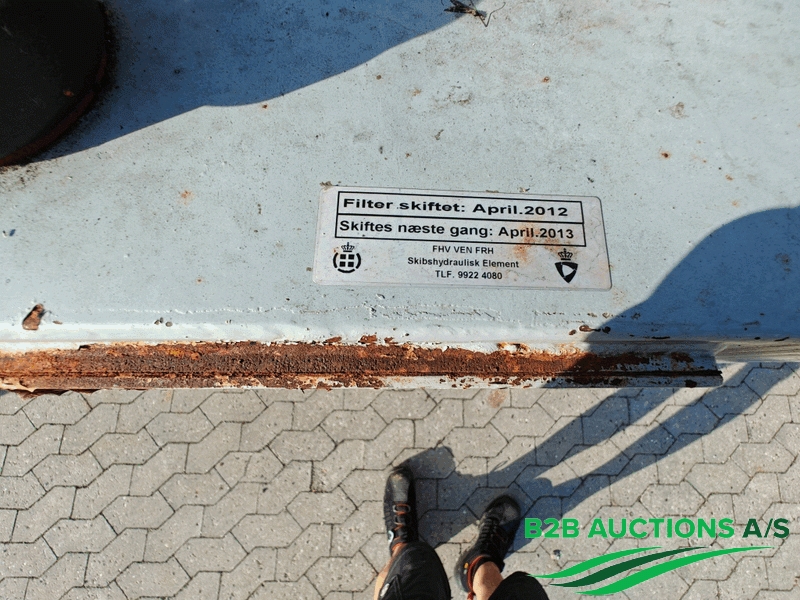 Filter skiftet: April.2012
Skiftes næste gang: April.2013
FHV VEN FRH
Skibshydraulisk Element
TLF. 9922 4080
B2B AUCTIONS A/S